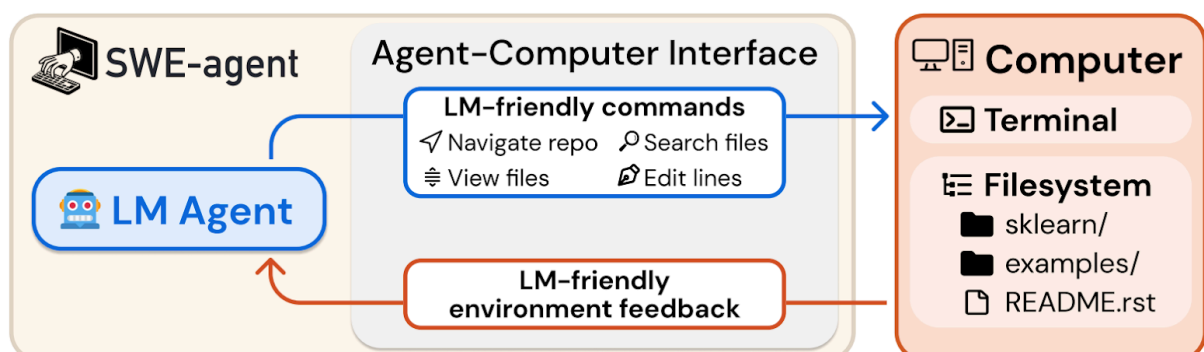 SWE-agent
Agent-Computer Interface
LM-friendly commands
Navigate repo
Search files
View files
Edit lines
LM Agent
LM-friendly
environment feedback
Computer
Terminal
Filesystem
sklearn/
examples/
README.rst